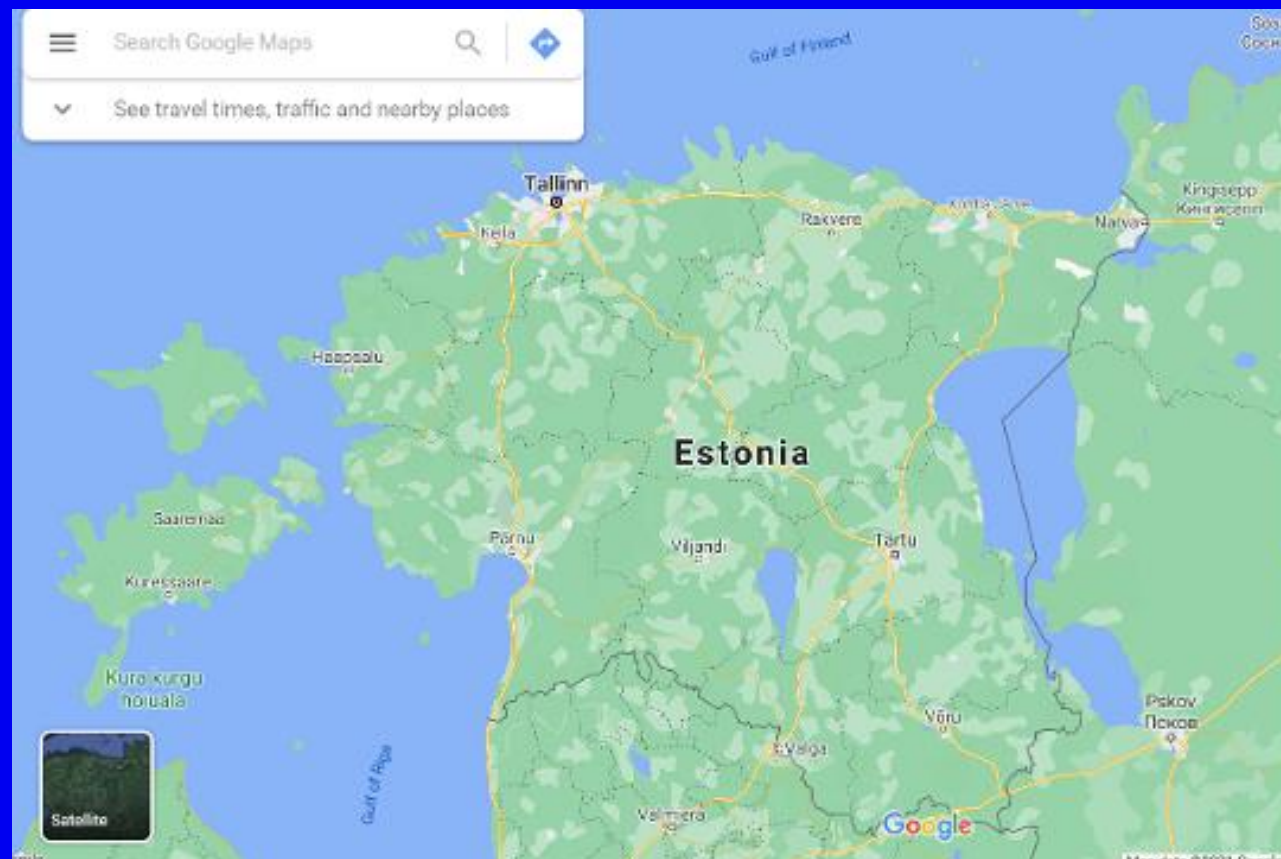 Search Google Maps
See travel times, traffic and nearby places
Gulf of Finland
Tallinn
Keila
Rakvere
Narva
Kingisepp
Кингисепп
Haapsalu
Estonia
Saaremaa
Kuressaare
Pärnu
Viljandi
Tartu
Kura kurgu
hoiuala
Võru
Pskov
Псков
Valga
Gulf of Riga
Valmiera
Satellite
Google